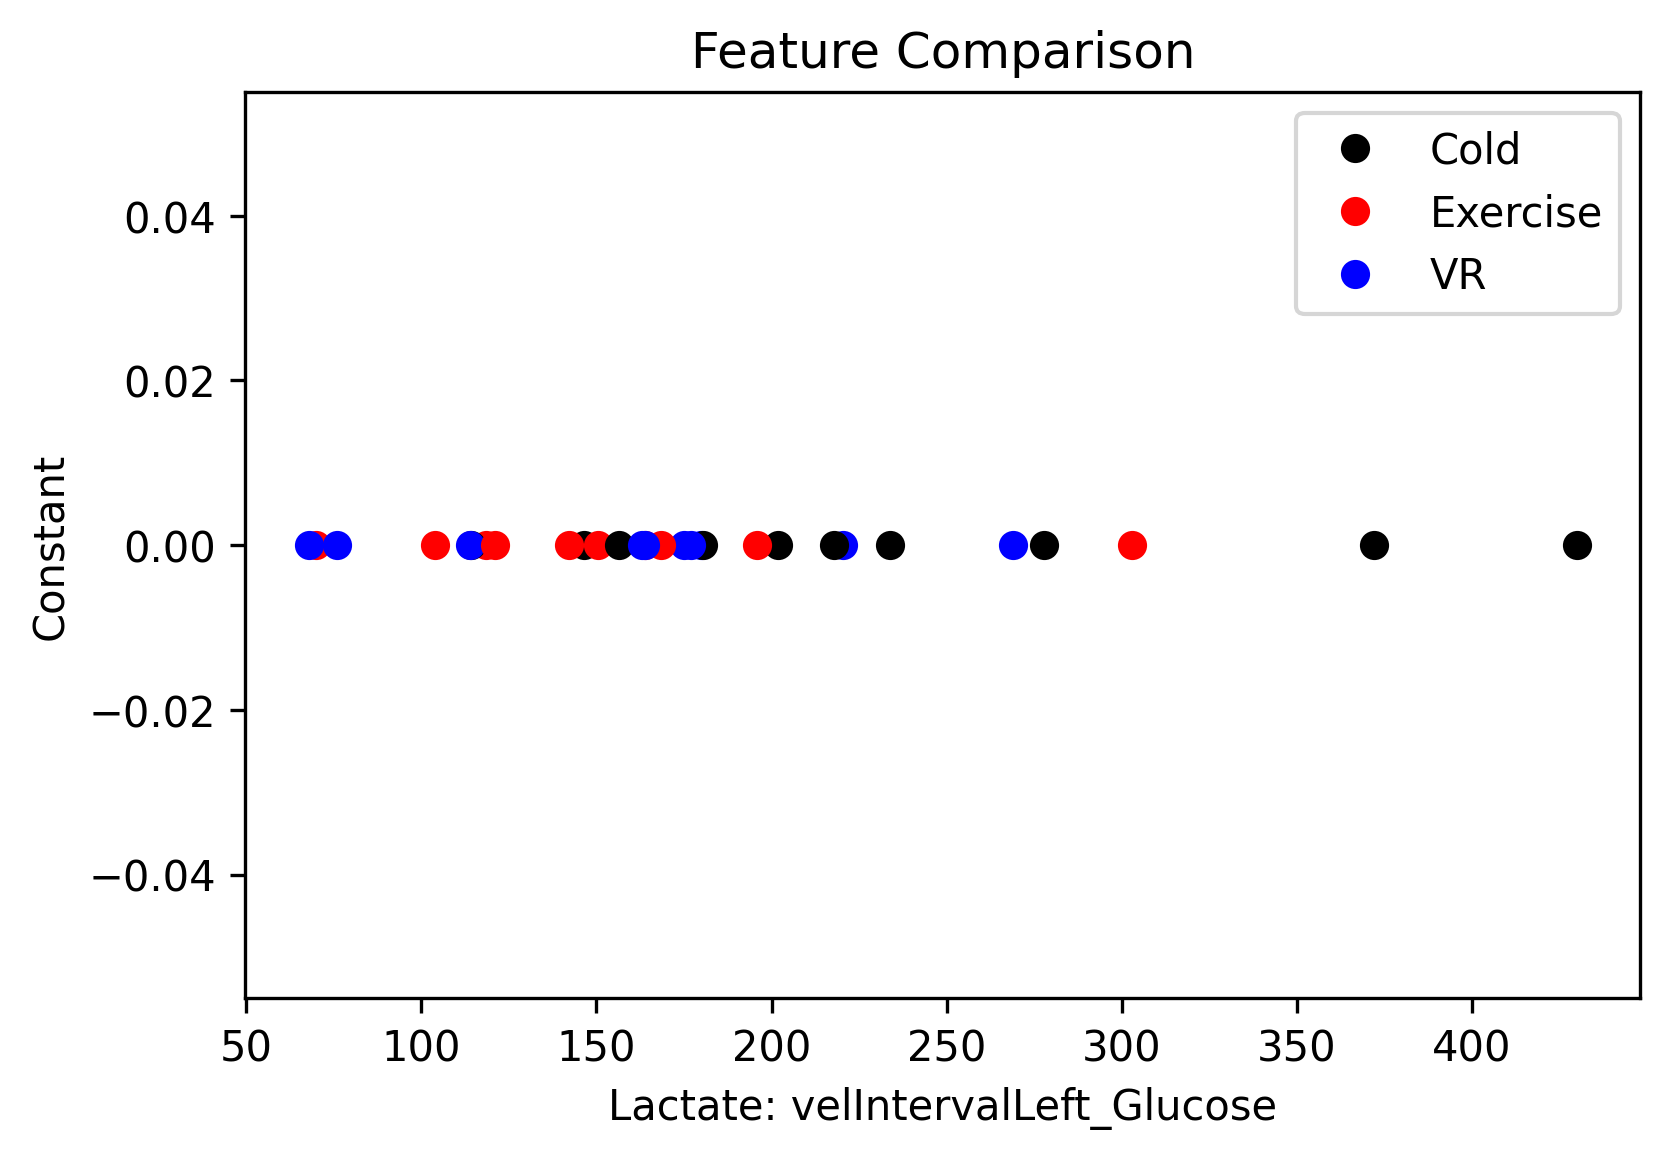 Feature Comparison
Cold
Exercise
VR
0.04
0.02
0.00
−0.02
−0.04
Constant
50 100 150 200 250 300 350 400
Lactate: velIntervalLeft_Glucose